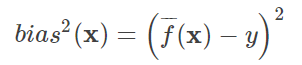 bias²(x) = (f̅(x) − y)²